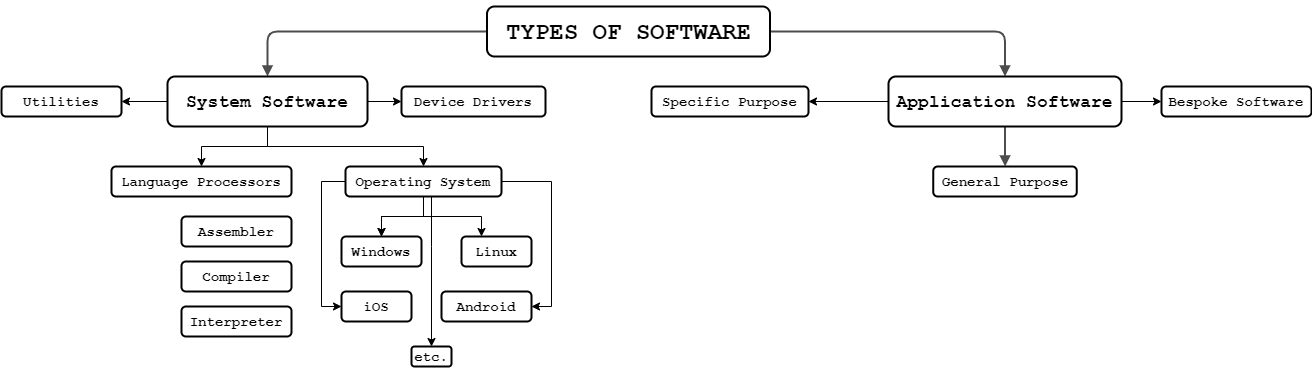 TYPES OF SOFTWARE
Utilities
System Software
Device Drivers
Specific Purpose
Application Software
Bespoke Software
Language Processors
Operating System
General Purpose
Assembler
Windows
Linux
Compiler
iOS
Android
Interpreter
etc.